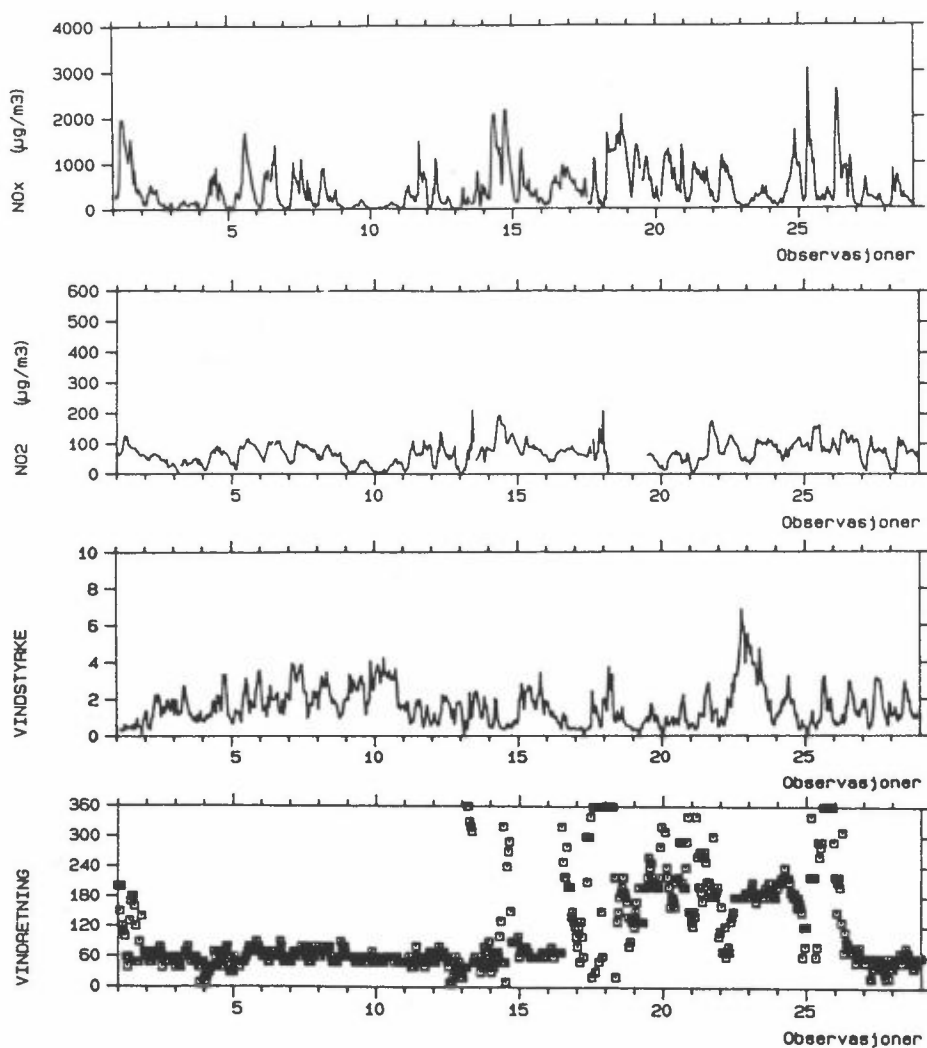 4000
3000
2000
1000
0
NOx (µg/m3)
5 10 15 20 25
Observasjoner
600
500
400
300
200
100
0
NO2 (µg/m3)
5 10 15 20 25
Observasjoner
10
8
6
4
2
0
VINDSTYRKE
5 10 15 20 25
Observasjoner
360
300
240
180
120
60
0
VINDRETNING
5 10 15 20 25
Observasjoner